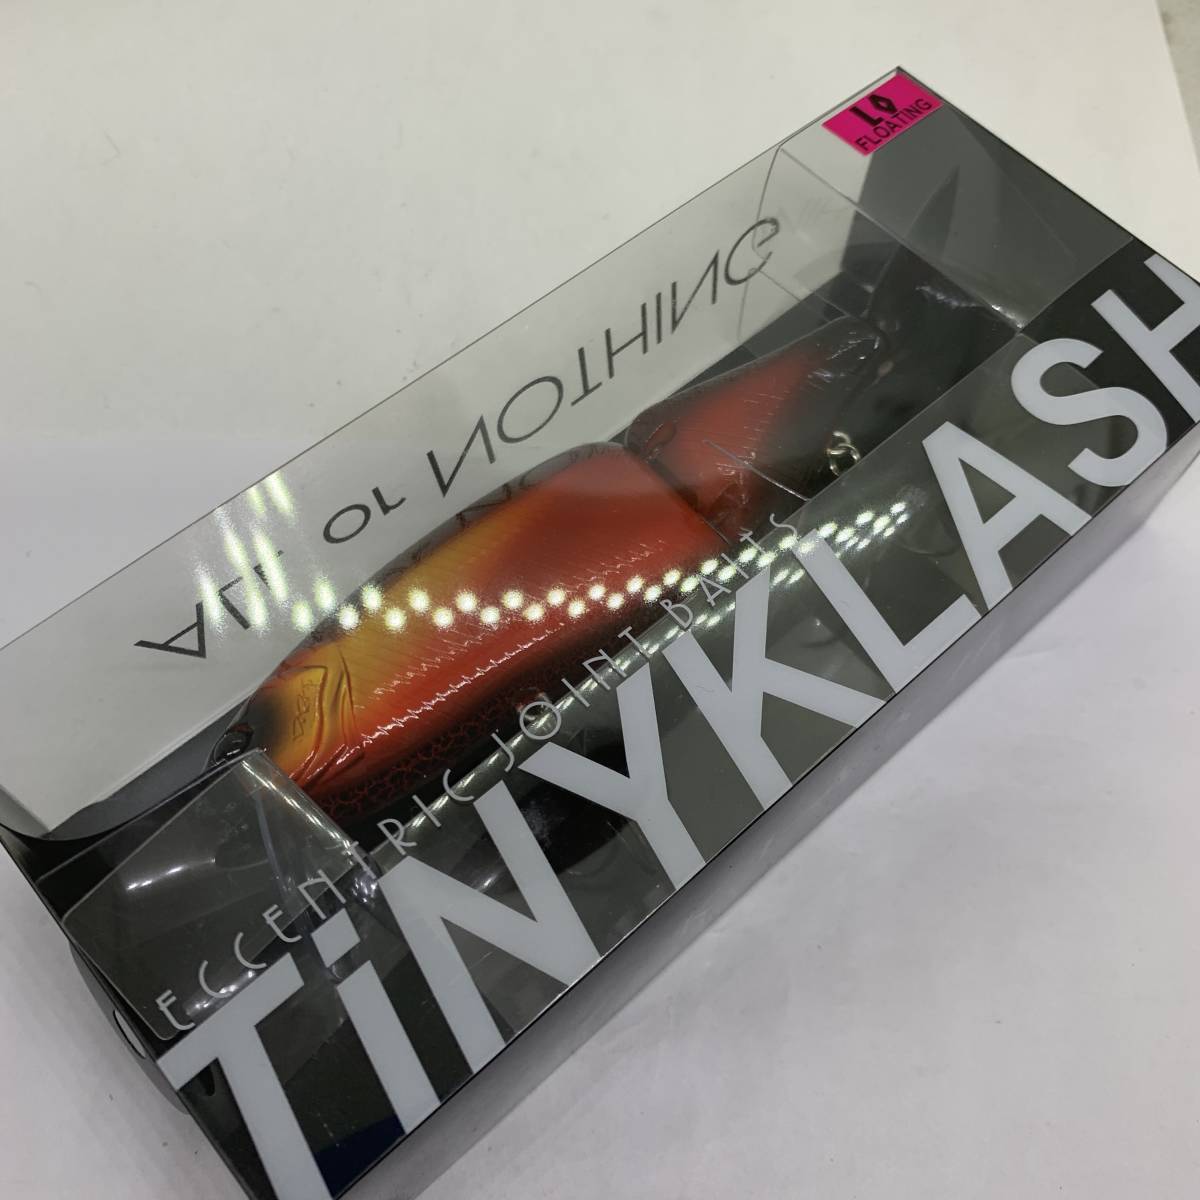 LO
FLOATING
ALL or NOTHING
ECCENTRIC JOINT BAITS
TiNYKLASH